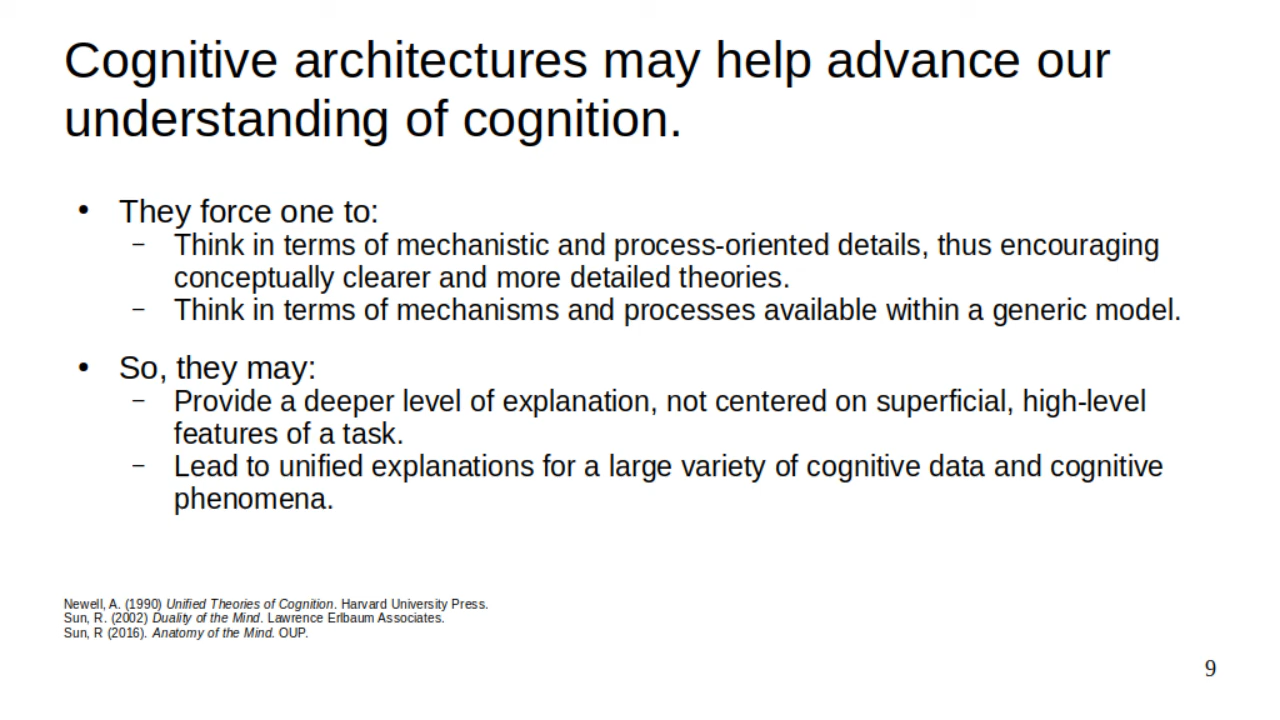 Cognitive architectures may help advance our
understanding of cognition.
• They force one to:
– Think in terms of mechanistic and process-oriented details, thus encouraging
conceptually clearer and more detailed theories.
– Think in terms of mechanisms and processes available within a generic model.
• So, they may:
– Provide a deeper level of explanation, not centered on superficial, high-level
features of a task.
– Lead to unified explanations for a large variety of cognitive data and cognitive
phenomena.
Newell, A. (1990) Unified Theories of Cognition. Harvard University Press.
Sun, R. (2002) Duality of the Mind. Lawrence Erlbaum Associates.
Sun, R (2016). Anatomy of the Mind. OUP.
9